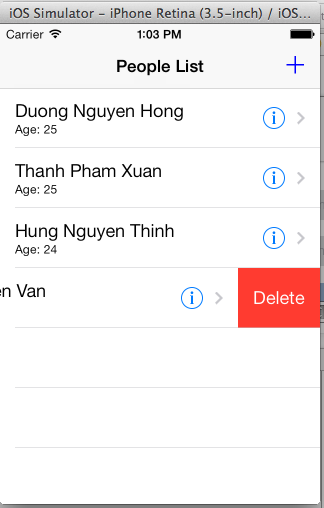 iOS Simulator - iPhone Retina (3.5-inch) / iOS...
Carrier 1:03 PM
People List
Duong Nguyen Hong
Age: 25
Thanh Pham Xuan
Age: 25
Hung Nguyen Thinh
Age: 24
en Van
Delete